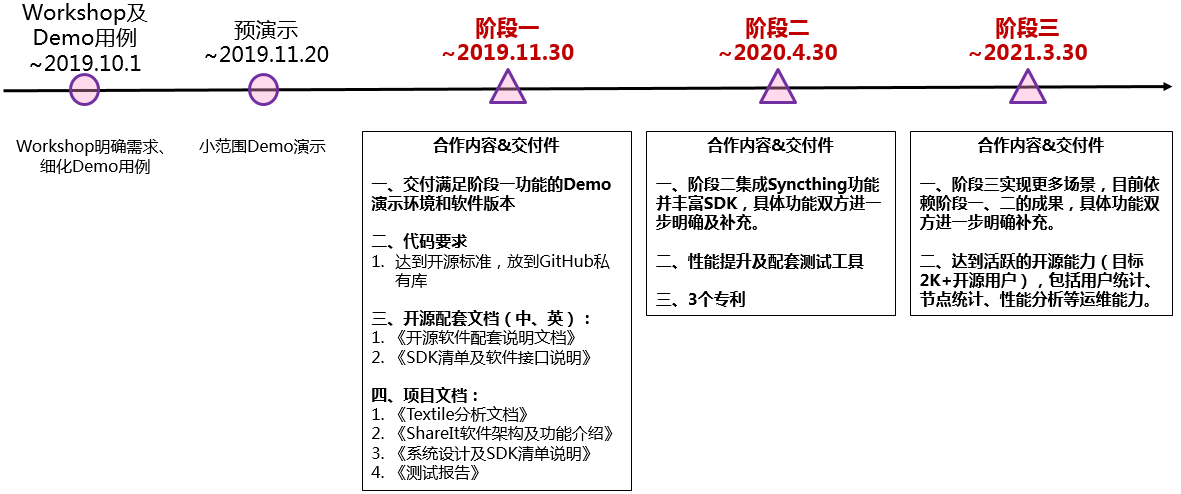 Workshop及
Demo用例
~2019.10.1
预演示
~2019.11.20
阶段一
~2019.11.30
阶段二
~2020.4.30
阶段三
~2021.3.30
Workshop明确需求、
细化Demo用例
小范围Demo演示
合作内容&交付件
一、交付满足阶段一功能的Demo
演示环境和软件版本
二、代码要求
1. 达到开源标准，放到GitHub私
有库
三、开源配套文档（中、英）：
1. 《开源软件配套说明文档》
2. 《SDK清单及软件接口说明》
四、项目文档：
1. 《Textile分析文档》
2. 《ShareIt软件架构及功能介绍》
3. 《系统设计及SDK清单说明》
4. 《测试报告》
合作内容&交付件
一、阶段二集成Syncthing功能
并丰富SDK，具体功能双方进一
步明确及补充。
二、性能提升及配套测试工具
三、3个专利
合作内容&交付件
一、阶段三实现更多场景，目前依
赖阶段一、二的成果，具体功能双
方进一步明确补充。
二、达到活跃的开源能力（目标
2K+开源用户），包括用户统计、
节点统计、性能分析等运维能力。